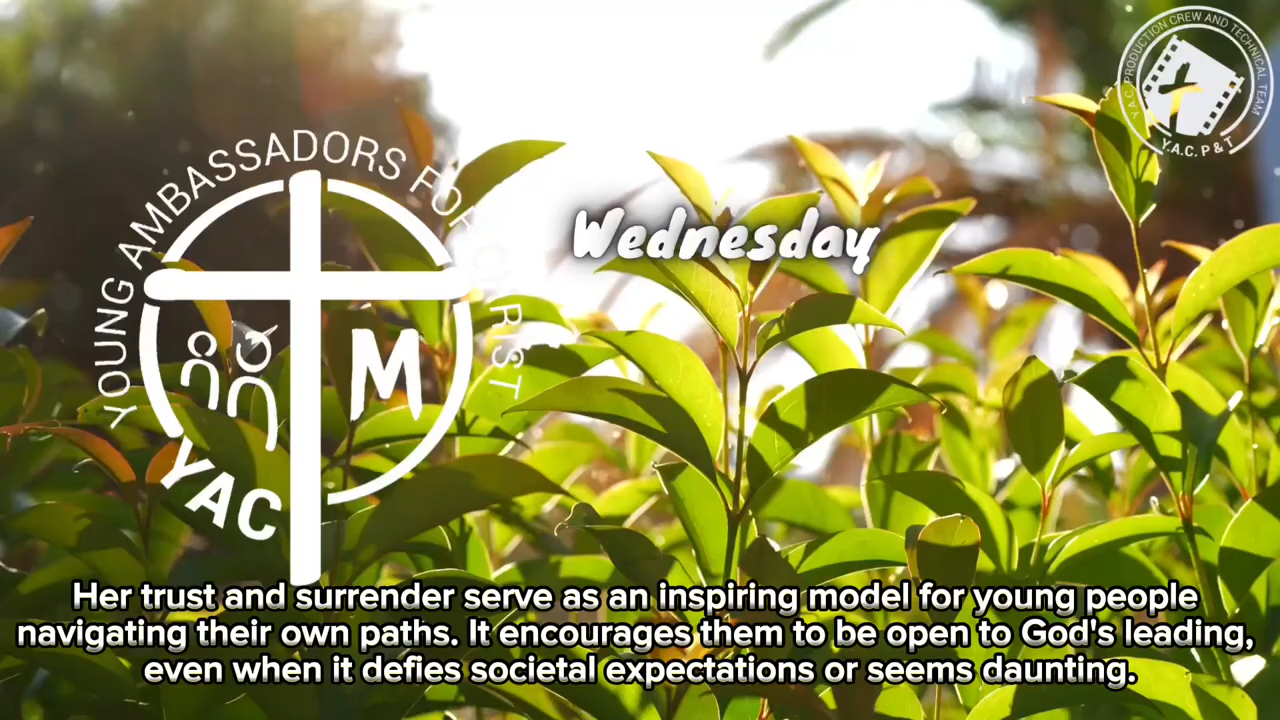 Y.A.C. PRODUCTION CREW AND TECHNICAL TEAM
Y.A.C. P & T
YOUNG AMBASSADORS FOR CHRIST
Wednesday
M
YAC
Her trust and surrender serve as an inspiring model for young people
navigating their own paths. It encourages them to be open to God's leading,
even when it defies societal expectations or seems daunting.